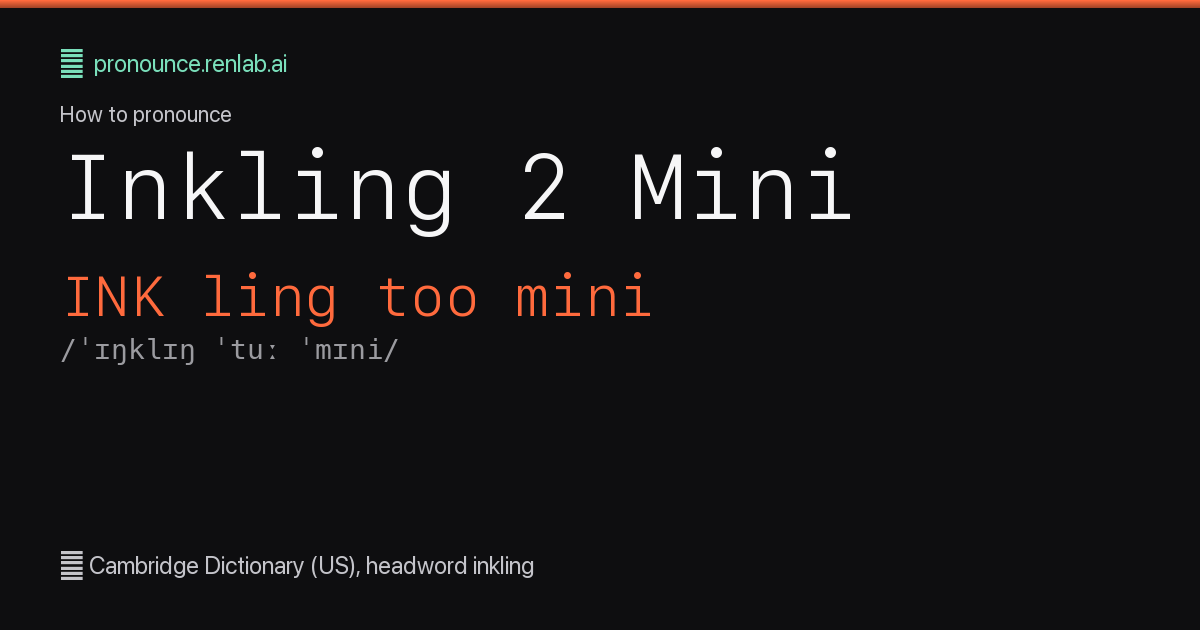 pronounce.renlab.ai
How to pronounce
Inkling 2 Mini
INK ling too mini
/ˈɪŋklɪŋ ˈtuː ˈmɪni/
Cambridge Dictionary (US), headword inkling